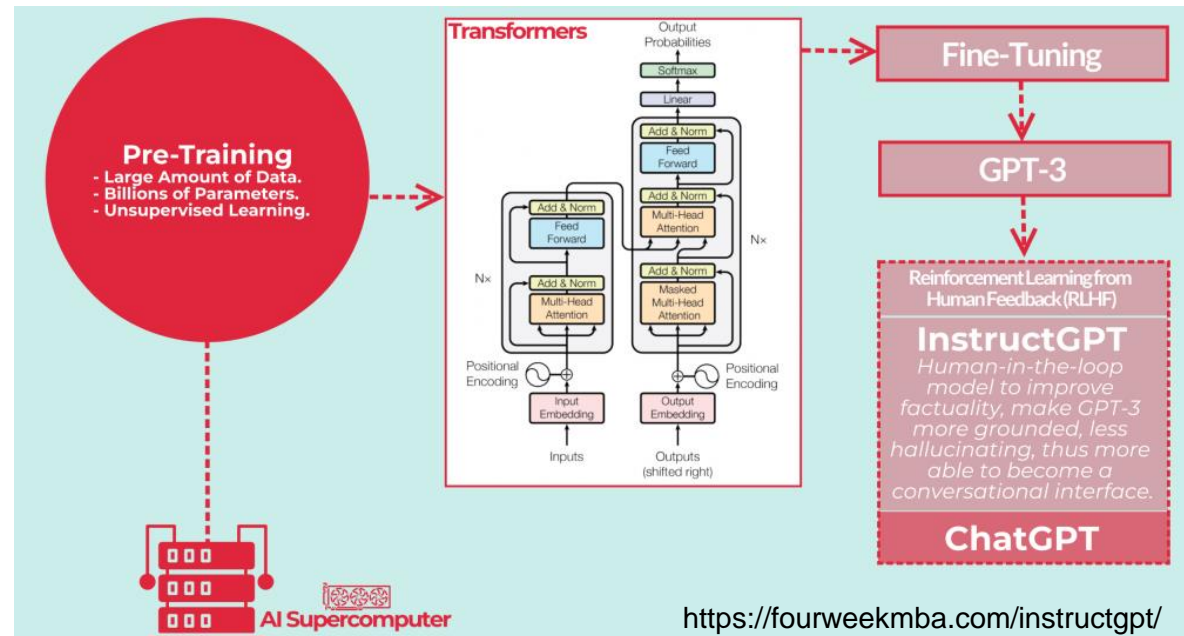 Pre-Training
- Large Amount of Data.
- Billions of Parameters.
- Unsupervised Learning.
AI Supercomputer
Transformers
Output
Probabilities
Softmax
Linear
Add & Norm
Feed
Forward
Add & Norm
Multi-Head
Attention
Nx
Add & Norm
Masked
Multi-Head
Attention
Add & Norm
Feed
Forward
Nx
Add & Norm
Multi-Head
Attention
Positional
Encoding
Positional
Encoding
Input
Embedding
Output
Embedding
Inputs
Outputs
(shifted right)
Fine-Tuning
GPT-3
Reinforcement Learning from
Human Feedback (RLHF)
InstructGPT
Human-in-the-loop
model to improve
factuality, make GPT-3
more grounded, less
hallucinating, thus more
able to become a
conversational interface.
ChatGPT
https://fourweekmba.com/instructgpt/